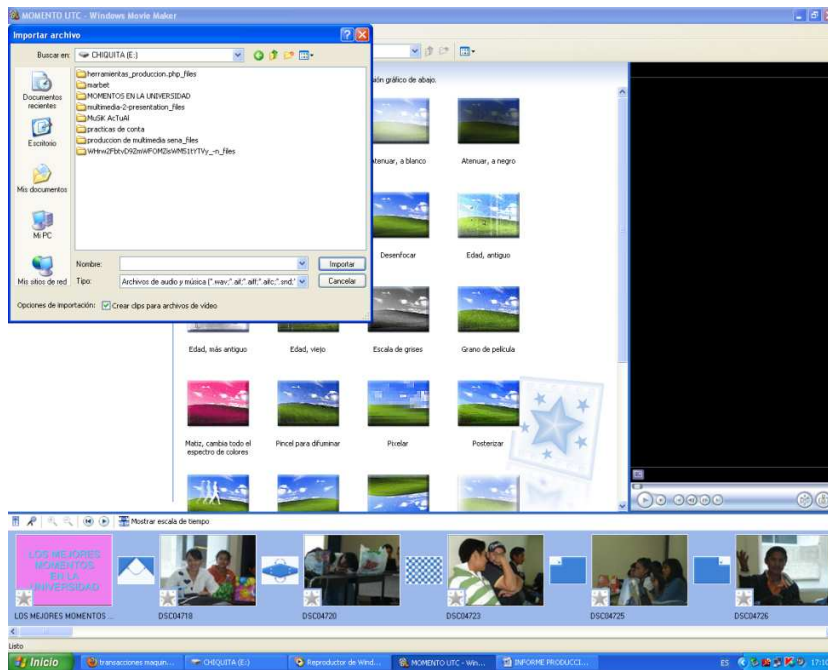 MOMENTO UTC - Windows Movie Maker
Importar archivo
Buscar en:
CHIQUITA (E:)
herramientas_produccion.php_files
marbet
MOMENTOS EN LA UNIVERSIDAD
multimedia-2-presentation_files
MuSiK AcTuAl
practicas de conta
produccion de multimedia sena_files
Documentos recientes
Escritorio
Mis documentos
Mi PC
Mis sitios de red
Nombre:
Importar
Tipo:
Archivos de audio y música (*.wav;*.aif;*.aiff;*.aifc;*.snd;*
Cancelar
Opciones de importación:
Crear clips para archivos de vídeo
gráfico de abajo.
Atenuar, a blanco
Atenuar, a negro
Desenfocar
Edad, antiguo
Edad, más antiguo
Edad, viejo
Escala de grises
Grano de película
Matiz, cambia todo el
espectro de colores
Pincel para difuminar
Pixelar
Posterizar
Mostrar escala de tiempo
LOS MEJORES
MOMENTOS
EN LA
UNIVERSIDAD
LOS MEJORES MOMENTOS ...
DSC04718
DSC04720
DSC04723
DSC04725
DSC04726
Listo
Inicio
transacciones maquin...
CHIQUITA (E:)
Reproductor de Wind...
MOMENTO UTC - Win...
INFORME PRODUCCI...
ES